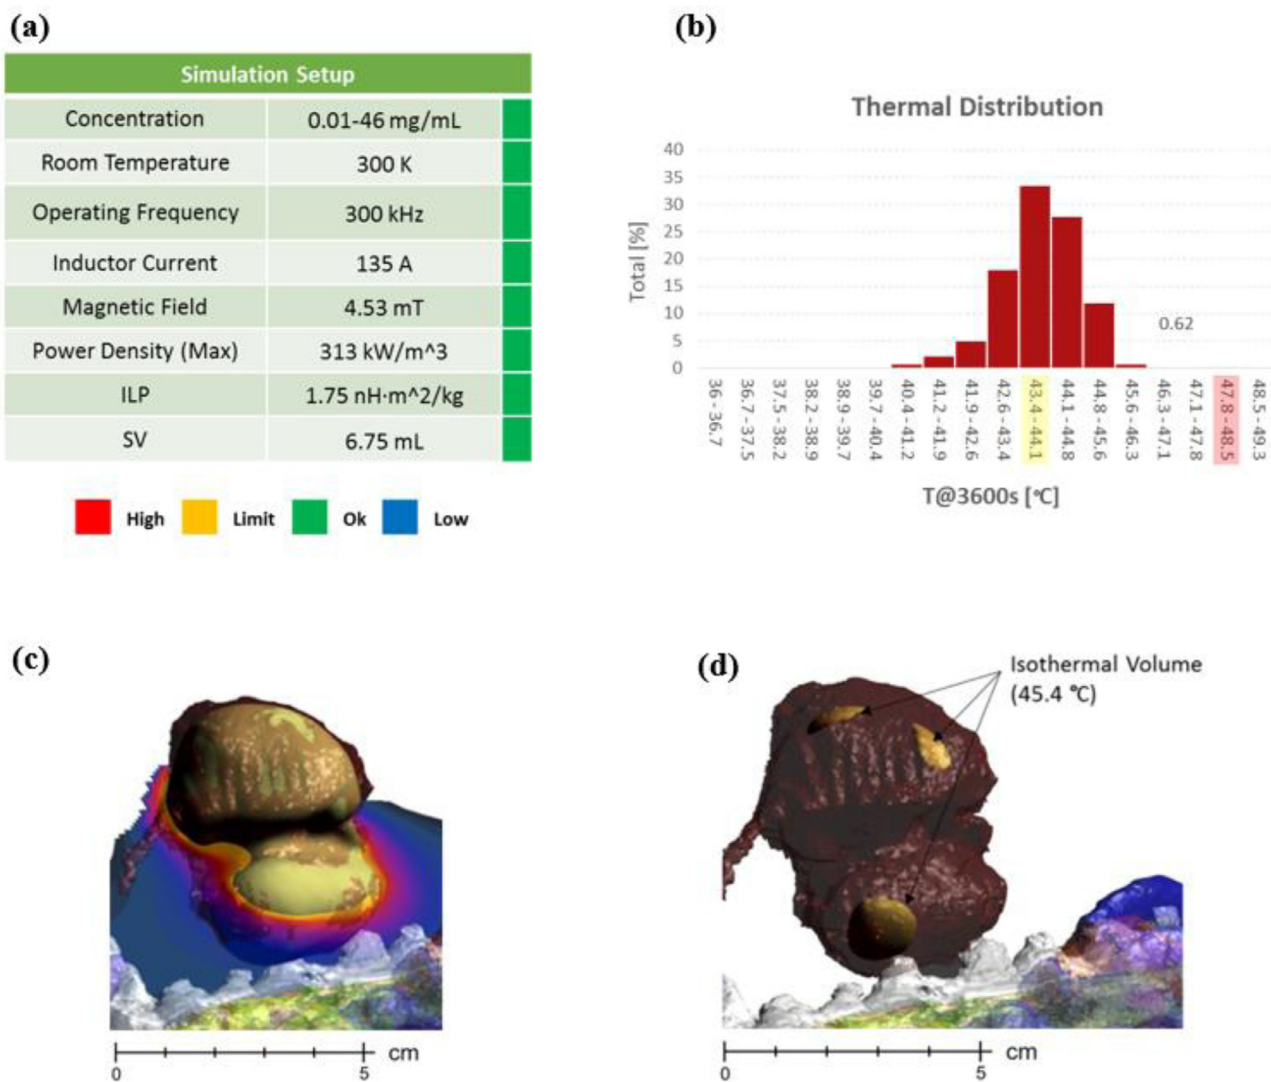 (a)
Simulation Setup
Concentration 0.01-46 mg/mL
Room Temperature 300 K
Operating Frequency 300 kHz
Inductor Current 135 A
Magnetic Field 4.53 mT
Power Density (Max) 313 kW/m^3
ILP 1.75 nH·m^2/kg
SV 6.75 mL
High Limit Ok Low
(b)
Thermal Distribution
Total [%]
40
35
30
25
20
15
10
5
0
0.62
36 - 36.7
36.7 - 37.5
37.5 - 38.2
38.2 - 38.9
38.9 - 39.7
39.7 - 40.4
40.4 - 41.2
41.2 - 41.9
41.9 - 42.6
42.6 - 43.4
43.4 - 44.1
44.1 - 44.8
44.8 - 45.6
45.6 - 46.3
46.3 - 47.1
47.1 - 47.8
47.8 - 48.5
48.5 - 49.3
T@3600s [℃]
(c)
0 5 cm
(d)
Isothermal Volume
(45.4 ℃)
0 5 cm